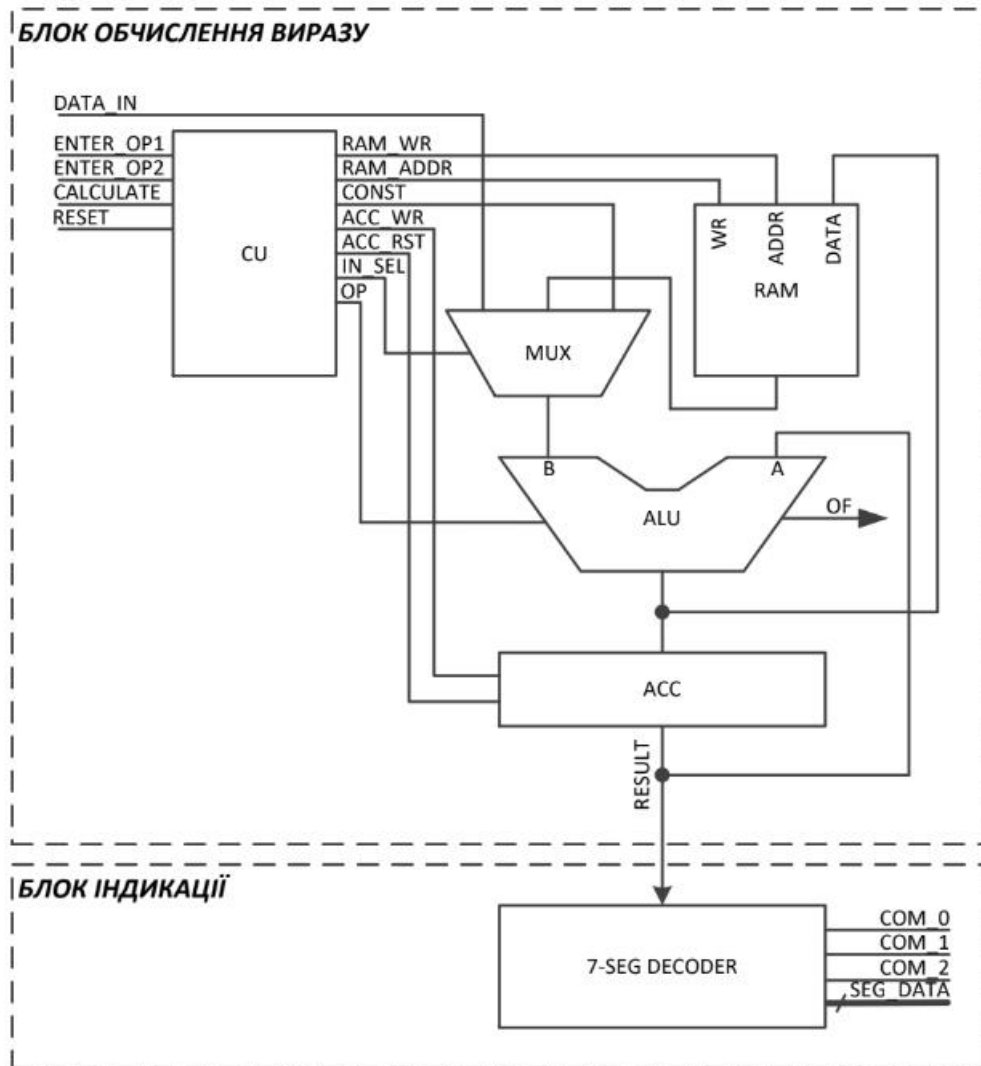 БЛОК ОБЧИСЛЕННЯ ВИРАЗУ
DATA_IN
ENTER_OP1
ENTER_OP2
CALCULATE
RESET
CU
RAM_WR
RAM_ADDR
CONST
ACC_WR
ACC_RST
IN_SEL
OP
WR
ADDR
DATA
RAM
MUX
B
A
ALU
OF
ACC
RESULT
БЛОК ІНДИКАЦІЇ
7-SEG DECODER
COM_0
COM_1
COM_2
SEG_DATA